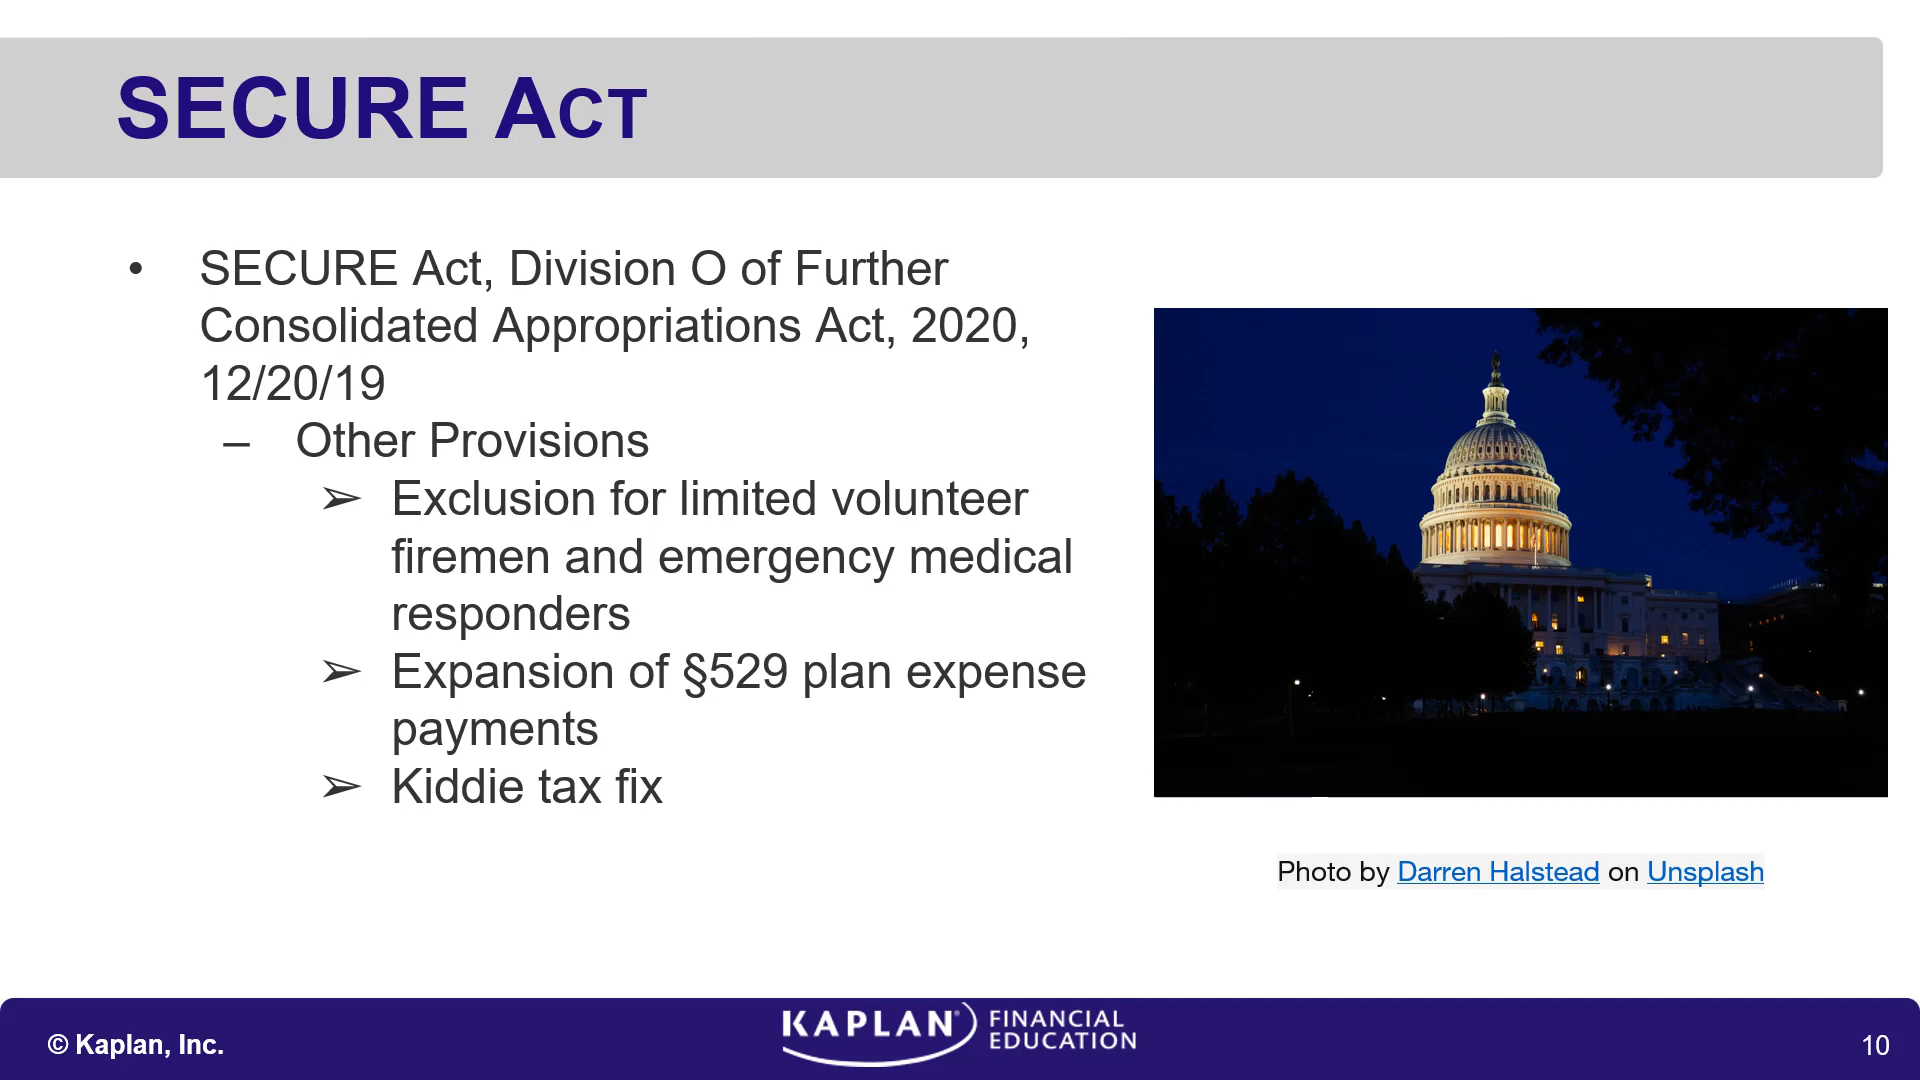 SECURE ACT
• SECURE Act, Division O of Further
Consolidated Appropriations Act, 2020,
12/20/19
– Other Provisions
➢ Exclusion for limited volunteer
firemen and emergency medical
responders
➢ Expansion of §529 plan expense
payments
➢ Kiddie tax fix
Photo by Darren Halstead on Unsplash
© Kaplan, Inc.
KAPLAN® FINANCIAL
EDUCATION
10